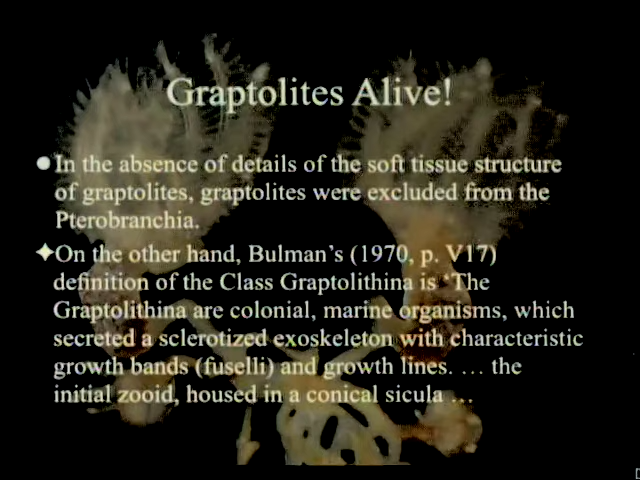 Graptolites Alive!
In the absence of details of the soft tissue structure
of graptolites, graptolites were excluded from the
Pterobranchia.
On the other hand, Bulman's (1970, p. V17)
definition of the Class Graptolithina is 'The
Graptolithina are colonial, marine organisms, which
secreted a sclerotized exoskeleton with characteristic
growth bands (fuselli) and growth lines. … the
initial zooid, housed in a conical sicula …